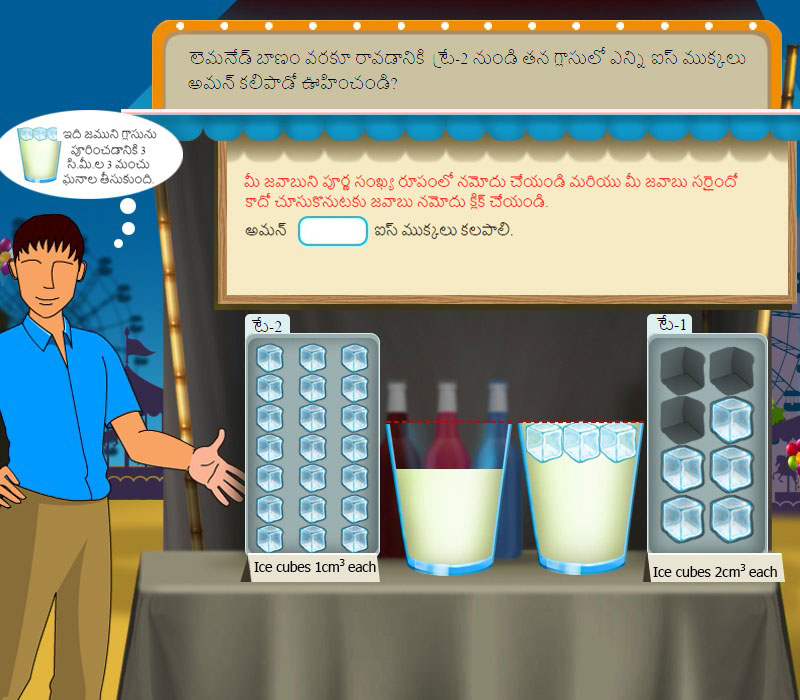 లెమనేడ్ బాణం వరకూ రావడానికి ట్రే-2 నుండి తన గ్లాసులో ఎన్ని ఐస్ ముక్కలు
అమన్ కలిపాడో ఊహించండి?
ఇది జముని గ్లాసును
పూరించడానికి 3
సి.మీ.ల 3 మంచు
ఘనాల తీసుకుంది.
మీ జవాబుని పూర్ణ సంఖ్య రూపంలో నమోదు చేయండి మరియు మీ జవాబు సరైందో
కాదో చూసుకొనుటకు జవాబు నమోదు క్లిక్ చేయండి.
అమన్ ఐస్ ముక్కలు కలపాలి.
ట్రే-2
ట్రే-1
Ice cubes 1cm³ each
Ice cubes 2cm³ each